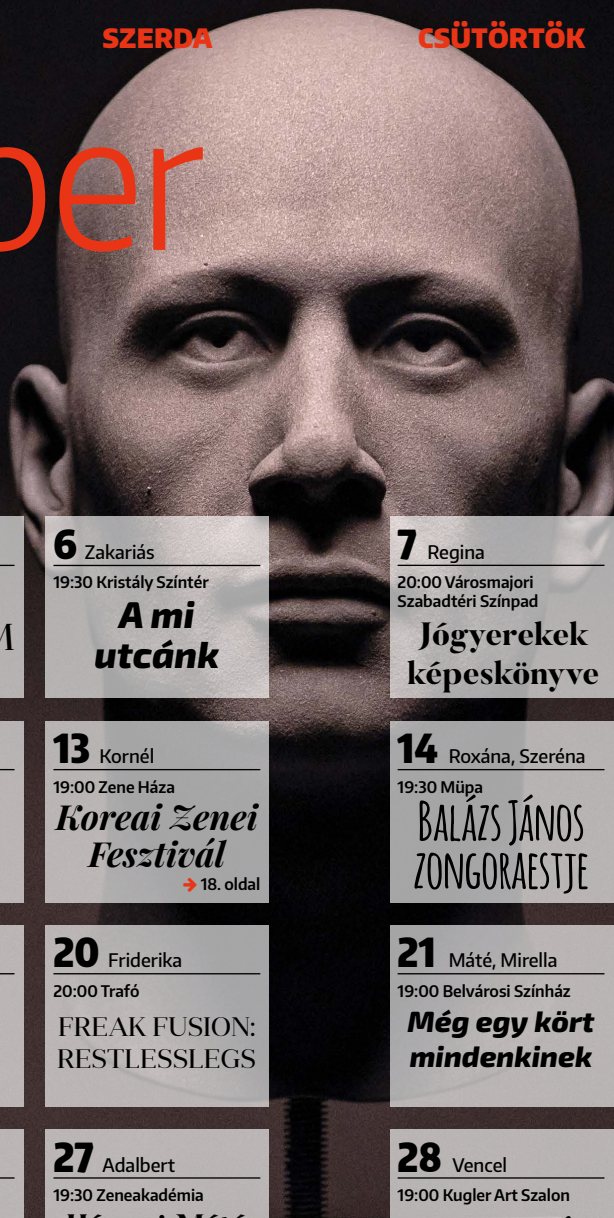 SZERDA
CSÜTÖRTÖK
ber
6 Zakariás
19:30 Kristály Színtér
A mi
utcánk
7 Regina
20:00 Városmajori
Szabadtéri Színpad
Jógyerekek
képeskönyve
13 Kornél
19:00 Zene Háza
Koreai Zenei
Fesztivál
→ 18. oldal
14 Roxána, Szeréna
19:30 Müpa
BALÁZS JÁNOS
ZONGORAESTJE
20 Friderika
20:00 Trafó
FREAK FUSION:
RESTLESSLEGS
21 Máté, Mirella
19:00 Belvárosi Színház
Még egy kört
mindenkinek
27 Adalbert
19:30 Zeneakadémia
28 Vencel
19:00 Kugler Art Szalon